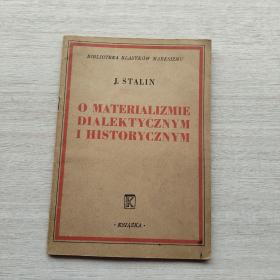 BIBLIOTEKA KLASYKÓW MARKSIZMU
J. STALIN
O MATERIALIZMIE
DIALEKTYCZNYM
I HISTORYCZNYM
K
• KSIĄŻKA •